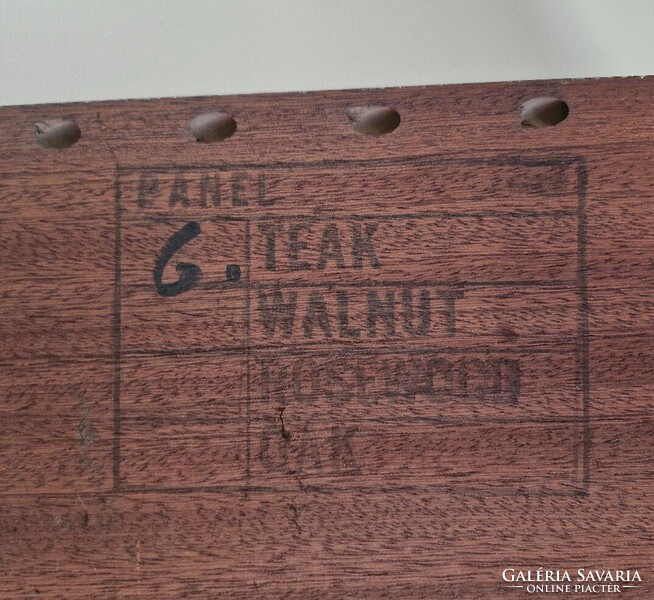 PANEL
6. TEAK
WALNUT
ROSEWOOD
OAK
GALÉRIA SAVARIA
ONLINE PIACTÉR